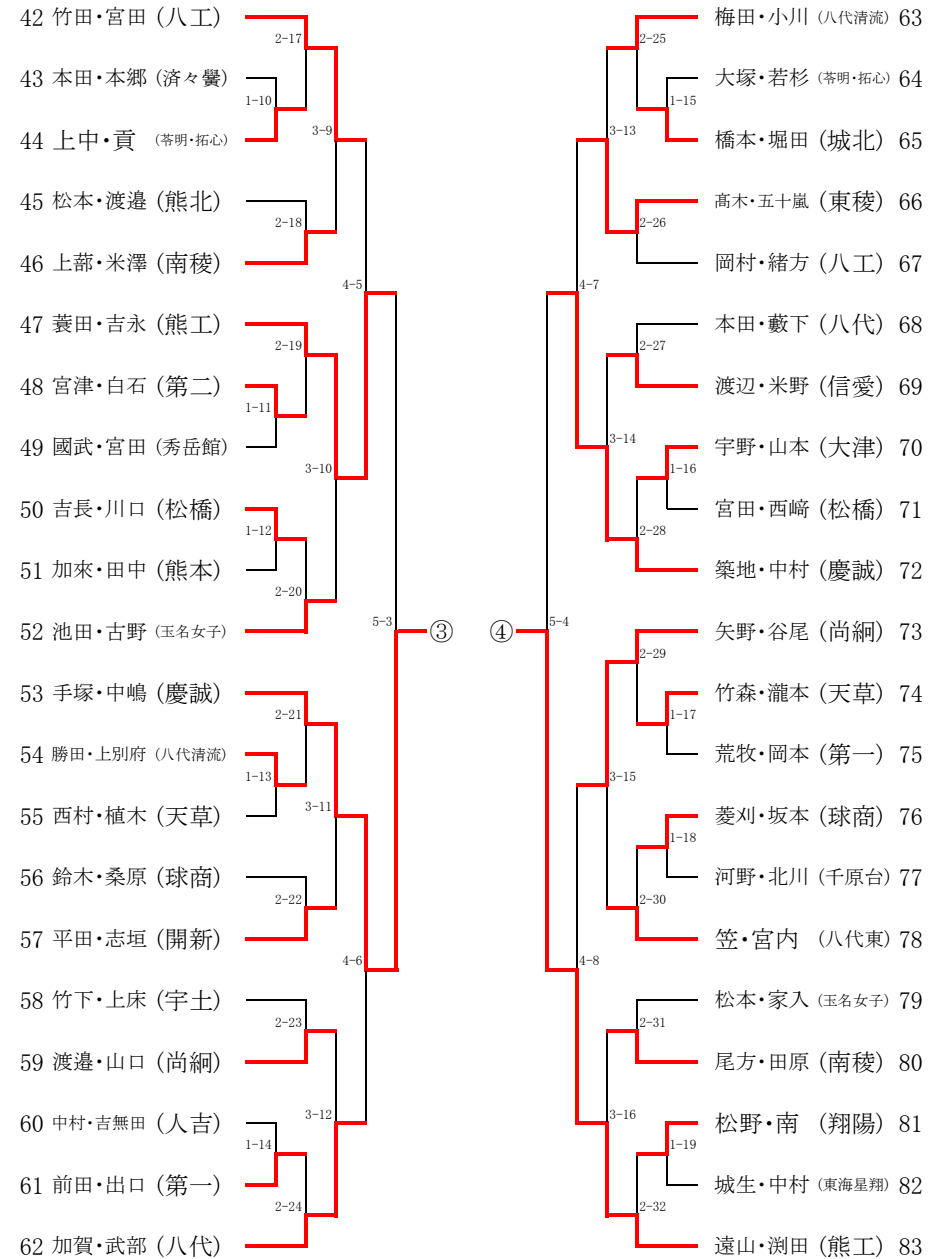 42 竹田・宮田 (八工)
2-17
43 本田・本郷 (済々黌)
1-10
44 上中・貢 (苓明・拓心)
3-9
45 松本・渡邉 (熊北)
2-18
46 上蔀・米澤 (南稜)
4-5
47 蓑田・吉永 (熊工)
2-19
48 宮津・白石 (第二)
1-11
49 國武・宮田 (秀岳館)
3-10
50 吉長・川口 (松橋)
1-12
51 加來・田中 (熊本)
2-20
52 池田・古野 (玉名女子)
5-3
③
53 手塚・中嶋 (慶誠)
2-21
54 勝田・上別府 (八代清流)
1-13
55 西村・植木 (天草)
3-11
56 鈴木・桑原 (球商)
2-22
57 平田・志垣 (開新)
4-6
58 竹下・上床 (宇土)
2-23
59 渡邉・山口 (尚絅)
60 中村・吉無田 (人吉)
3-12
1-14
61 前田・出口 (第一)
2-24
62 加賀・武部 (八代)
梅田・小川 (八代清流) 63
2-25
大塚・若杉 (苓明・拓心) 64
1-15
橋本・堀田 (城北) 65
3-13
髙木・五十嵐 (東稜) 66
2-26
岡村・緒方 (八工) 67
4-7
本田・藪下 (八代) 68
2-27
渡辺・米野 (信愛) 69
3-14
宇野・山本 (大津) 70
1-16
宮田・西﨑 (松橋) 71
2-28
築地・中村 (慶誠) 72
④
5-4
矢野・谷尾 (尚絅) 73
2-29
竹森・瀧本 (天草) 74
1-17
荒牧・岡本 (第一) 75
3-15
菱刈・坂本 (球商) 76
1-18
河野・北川 (千原台) 77
2-30
笠・宮内 (八代東) 78
4-8
松本・家入 (玉名女子) 79
2-31
尾方・田原 (南稜) 80
3-16
松野・南 (翔陽) 81
1-19
城生・中村 (東海星翔) 82
2-32
遠山・渕田 (熊工) 83